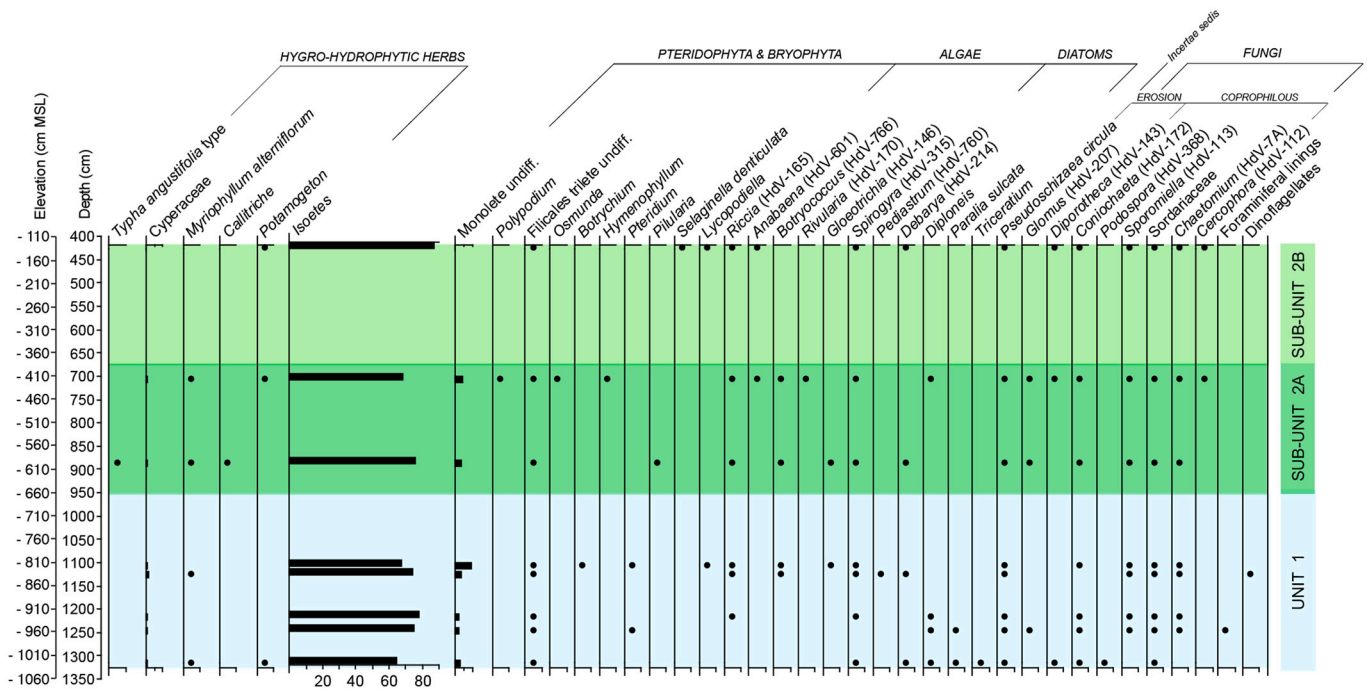 HYGRO-HYDROPHYTIC HERBS
PTERIDOPHYTA & BRYOPHYTA
ALGAE
DIATOMS
Incertae sedis
FUNGI
EROSION
COPROPHILOUS
Elevation (cm MSL)
Depth (cm)
Typha angustifolia type
Cyperaceae
Myriophyllum alterniflorum
Callitriche
Potamogelon
Isoetes
Monolete undiff.
Polypodium
Filicales trilete undiff.
Osmunda
Botrychium
Hymenophyllum
Pteridium
Pilularia
Selaginella denticulata
Lycopodiella
Riccia (HdV-165)
Anabaena (HdV-601)
Botryococcus (HdV-766)
Rivularia (HdV-170)
Gloeotrichia (HdV-146)
Spirogyra (HdV-315)
Pediastrum (HdV-760)
Debarya (HdV-214)
Diploneis
Paralia sulcata
Triceratium
Pseudoschizaea circula
Glomus (HdV-207)
Diporotheca (HdV-143)
Coniochaeta (HdV-172)
Podospora (HdV-368)
Sporomiella (HdV-113)
Sordariaceae
Chaetomium (HdV-7A)
Cercophora (HdV-112)
Foraminiferal linings
Dinoflagellates
- 110 400
- 160 450
- 210 500
- 260 550
- 310 600
- 360 650
- 410 700
- 460 750
- 510 800
- 560 850
- 610 900
- 660 950
- 710 1000
- 760 1050
- 810 1100
- 860 1150
- 910 1200
- 960 1250
- 1010 1300
- 1060 1350
20 40 60 80
SUB-UNIT 2B
SUB-UNIT 2A
UNIT 1